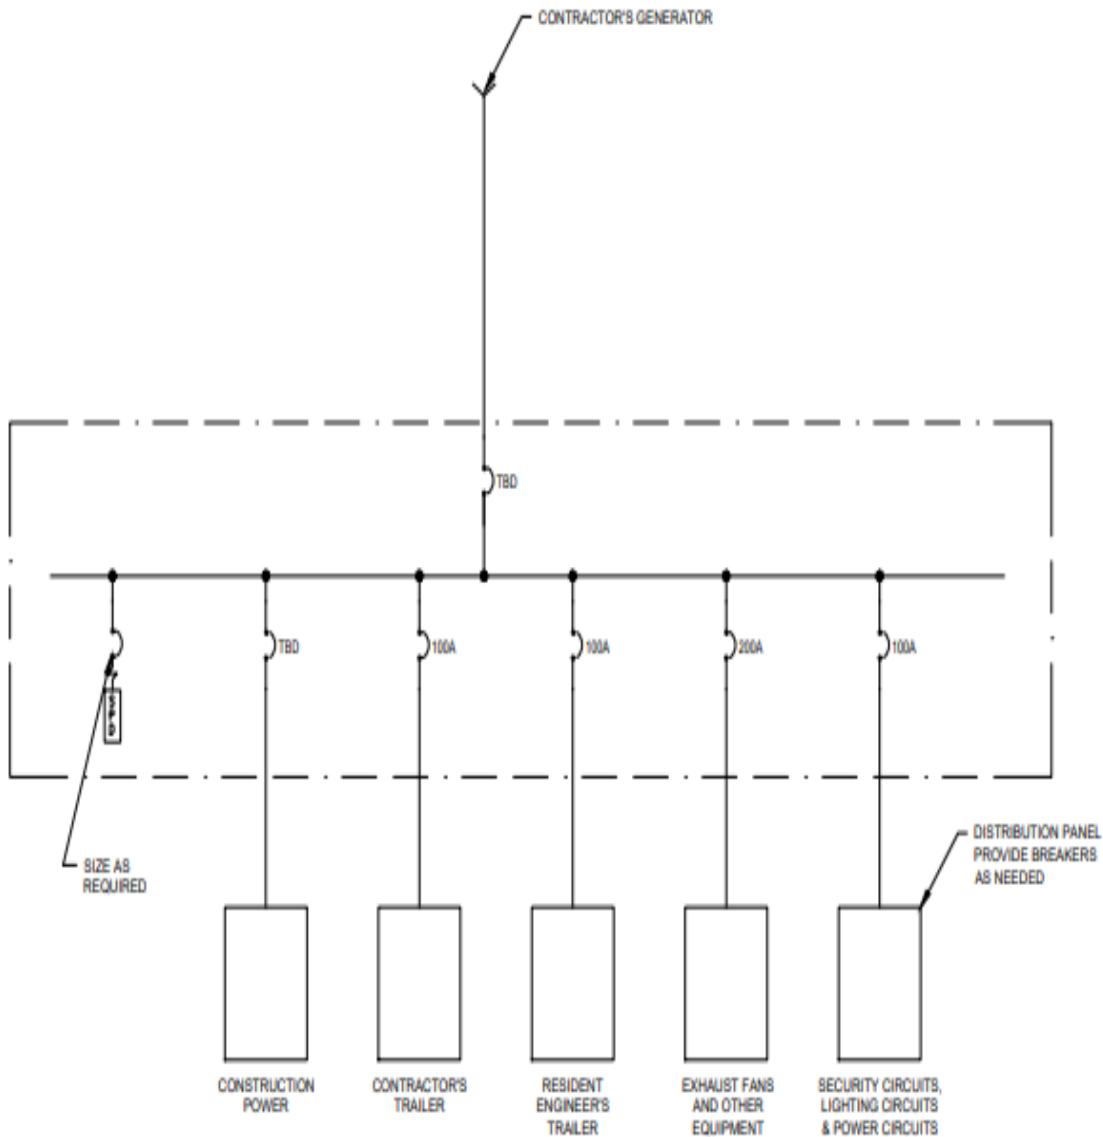 CONTRACTOR'S GENERATOR
TBD
TBD
100A
100A
200A
100A
SIZE AS
REQUIRED
DISTRIBUTION PANEL
PROVIDE BREAKERS
AS NEEDED
CONSTRUCTION
POWER
CONTRACTOR'S
TRAILER
RESIDENT
ENGINEER'S
TRAILER
EXHAUST FANS
AND OTHER
EQUIPMENT
SECURITY CIRCUITS,
LIGHTING CIRCUITS
& POWER CIRCUITS